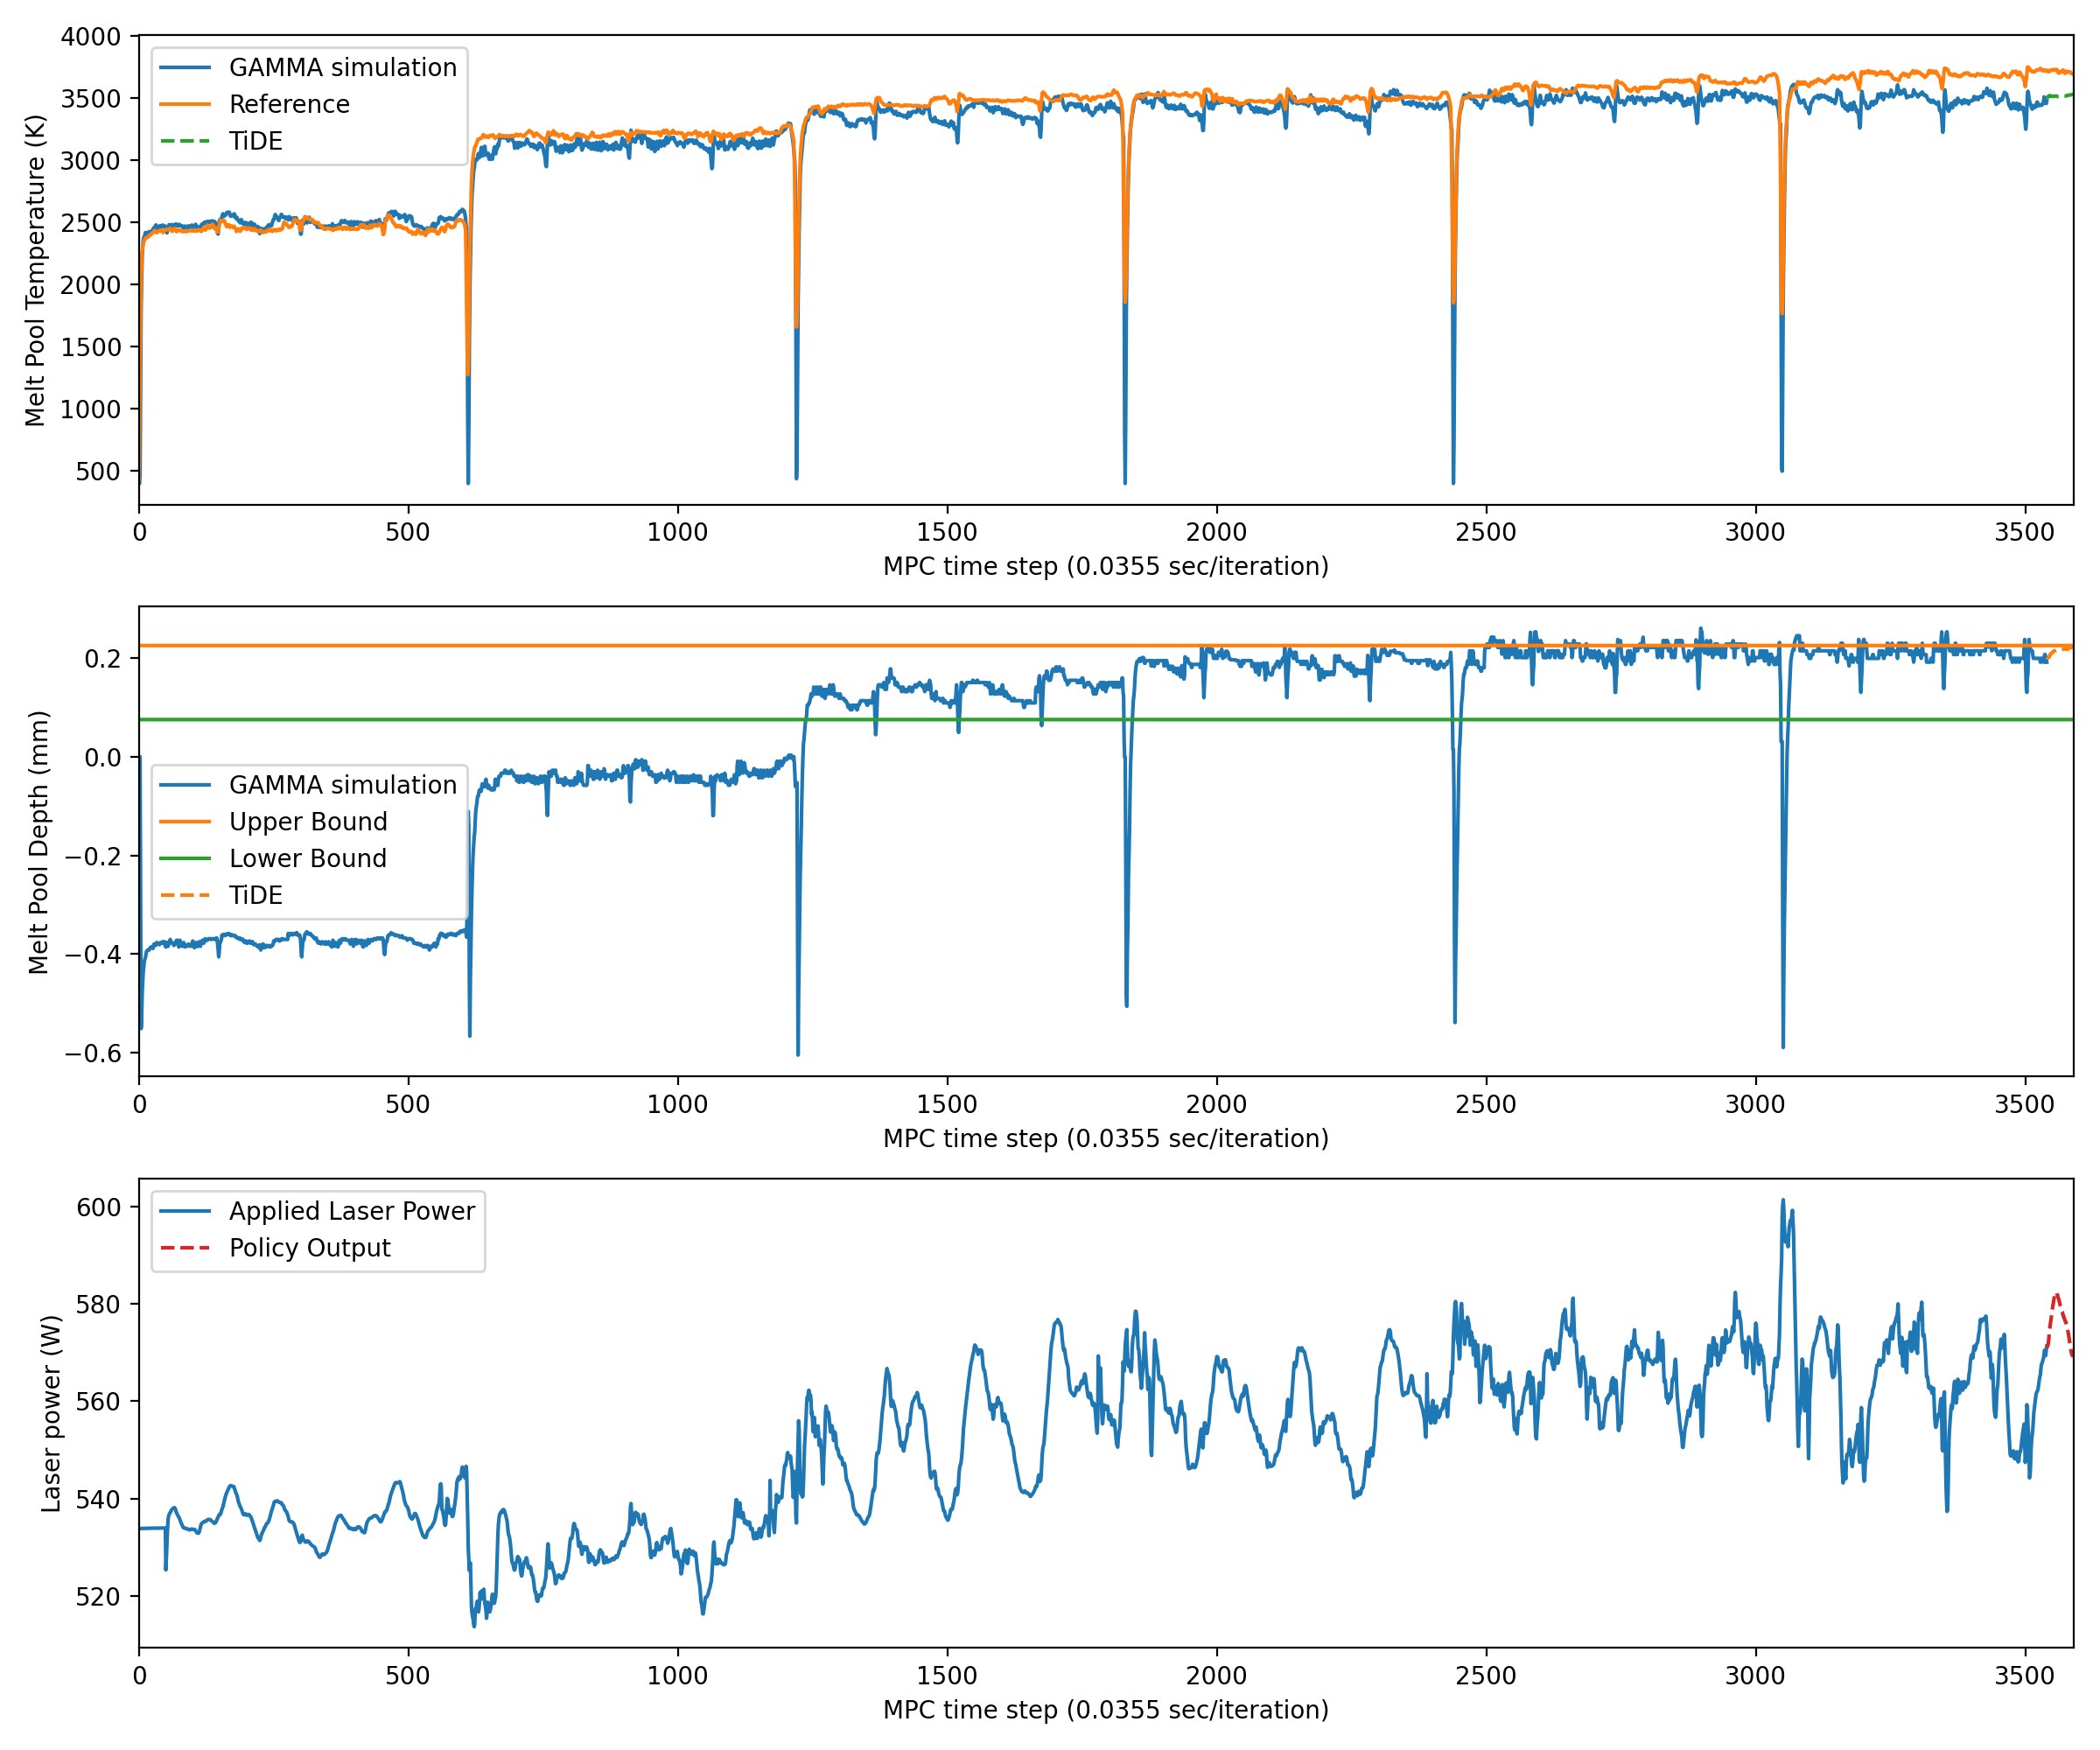 4000
3500
3000
2500
2000
1500
1000
500
Melt Pool Temperature (K)
GAMMA simulation
Reference
TiDE
0 500 1000 1500 2000 2500 3000 3500
MPC time step (0.0355 sec/iteration)
0.2
0.0
−0.2
−0.4
−0.6
Melt Pool Depth (mm)
GAMMA simulation
Upper Bound
Lower Bound
TiDE
0 500 1000 1500 2000 2500 3000 3500
MPC time step (0.0355 sec/iteration)
600
580
560
540
520
Laser power (W)
Applied Laser Power
Policy Output
0 500 1000 1500 2000 2500 3000 3500
MPC time step (0.0355 sec/iteration)